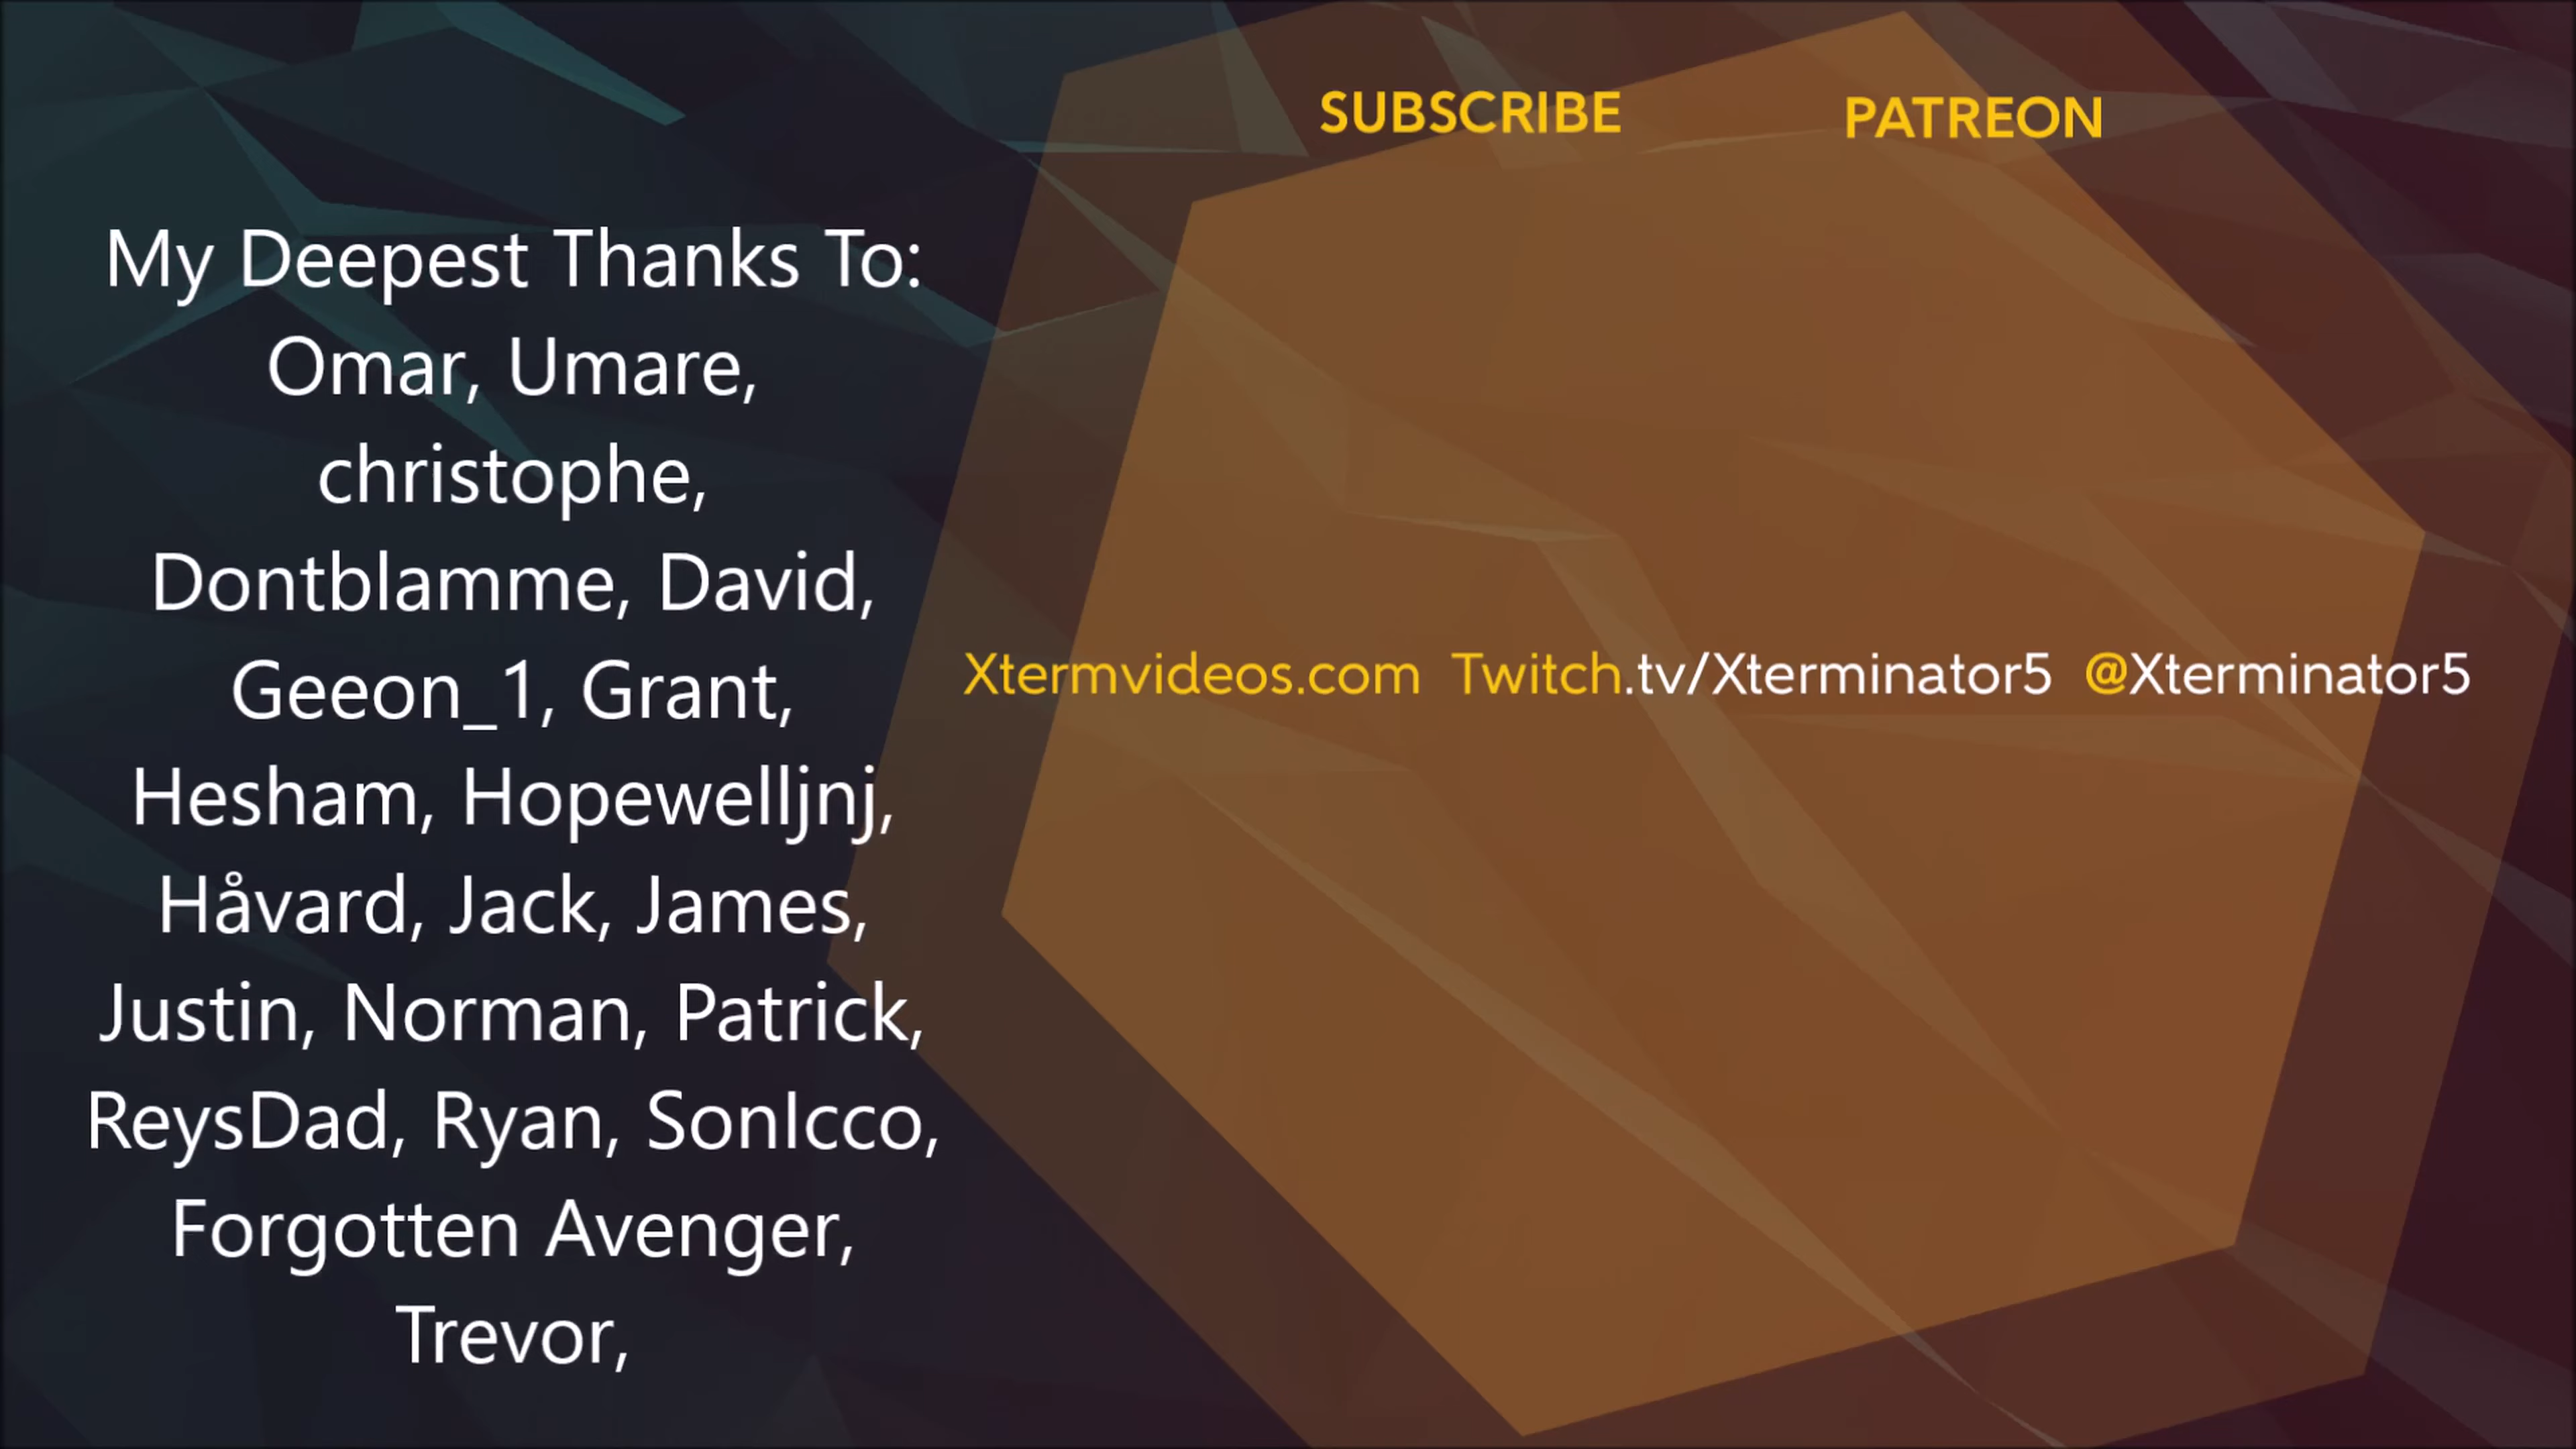 SUBSCRIBE PATREON
My Deepest Thanks To:
Omar, Umare,
christophe,
Dontblamme, David,
Geeon_1, Grant,
Hesham, Hopewelljnj,
Håvard, Jack, James,
Justin, Norman, Patrick,
ReysDad, Ryan, SonIcco,
Forgotten Avenger,
Trevor,
Xtermvideos.com Twitch.tv/Xterminator5 @Xterminator5